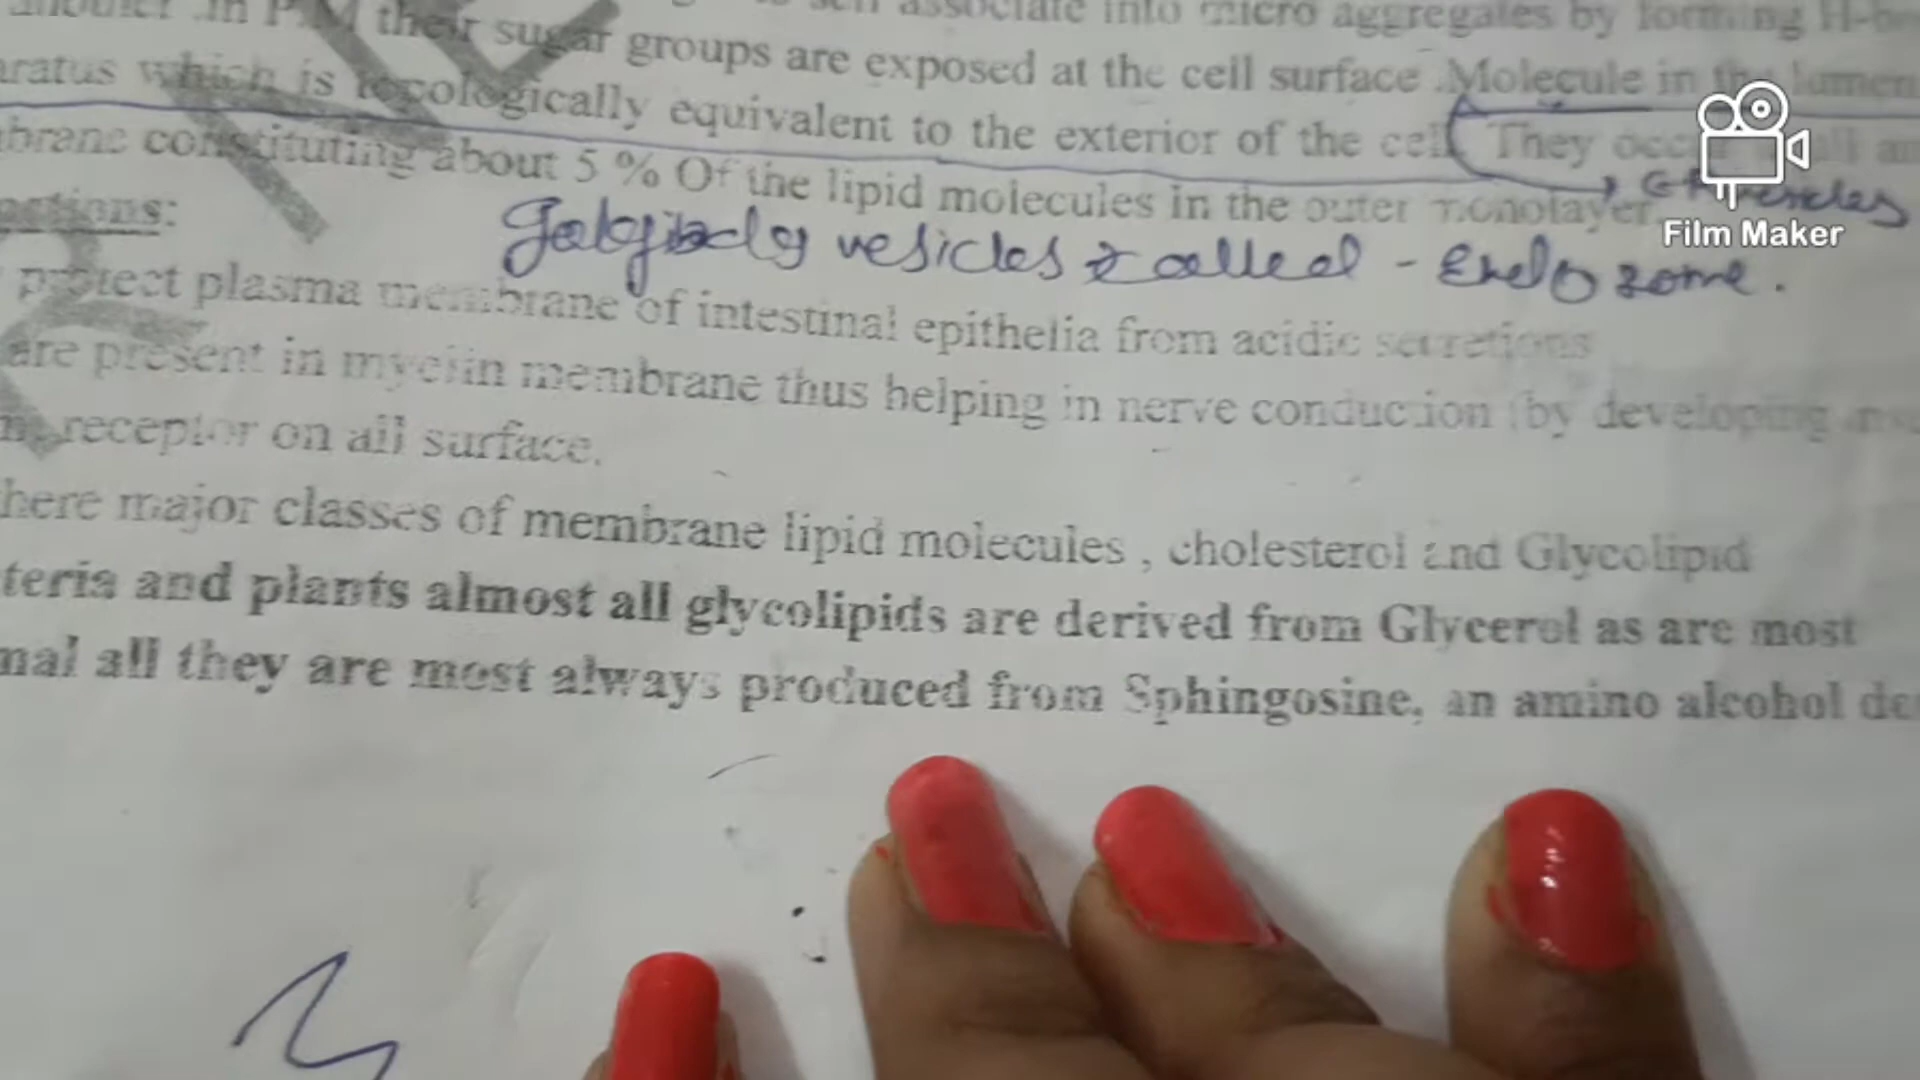 their sugar groups are exposed at the cell surface .Molecule in the lumen
aratus which is topologically equivalent to the exterior of the cell. They occur
brane constituting about 5 % Of the lipid molecules in the outer monolayer
vesicles
Film Maker
vesicles called -
protect plasma membrane of intestinal epithelia from acidic secretions
are present in myelin membrane thus helping in nerve conduction (by developing
receptor on all surface.
here major classes of membrane lipid molecules , cholesterol and Glycolipid
teria and plants almost all glycolipids are derived from Glycerol as are most
mal all they are most always produced from Sphingosine, an amino alcohol